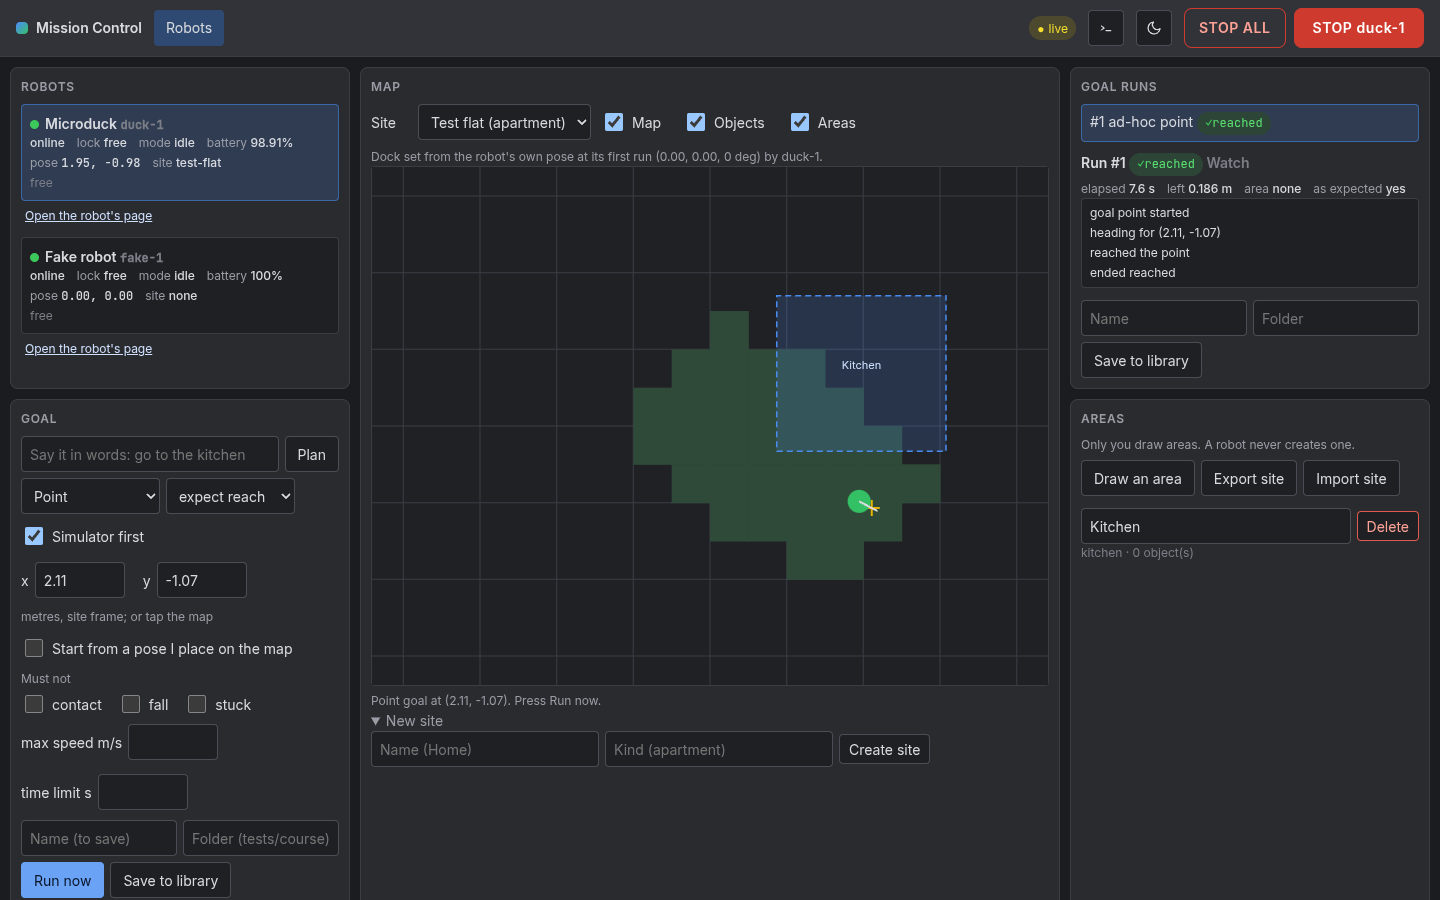 Mission Control
Robots
● live
STOP ALL
STOP duck-1
ROBOTS
Microduck duck-1
online lock free mode idle battery 98.91%
pose 1.95, -0.98 site test-flat
free
Open the robot's page
Fake robot fake-1
online lock free mode idle battery 100%
pose 0.00, 0.00 site none
free
Open the robot's page
GOAL
Say it in words: go to the kitchen
Plan
Point
expect reach
Simulator first
x 2.11 y -1.07
metres, site frame; or tap the map
Start from a pose I place on the map
Must not
contact fall stuck
max speed m/s
time limit s
Name (to save)
Folder (tests/course)
Run now
Save to library
MAP
Site Test flat (apartment) Map Objects Areas
Dock set from the robot's own pose at its first run (0.00, 0.00, 0 deg) by duck-1.
Kitchen
Point goal at (2.11, -1.07). Press Run now.
▼ New site
Name (Home)
Kind (apartment)
Create site
GOAL RUNS
#1 ad-hoc point ✓reached
Run #1 ✓reached Watch
elapsed 7.6 s left 0.186 m area none as expected yes
goal point started
heading for (2.11, -1.07)
reached the point
ended reached
Name
Folder
Save to library
AREAS
Only you draw areas. A robot never creates one.
Draw an area
Export site
Import site
Kitchen
Delete
kitchen · 0 object(s)